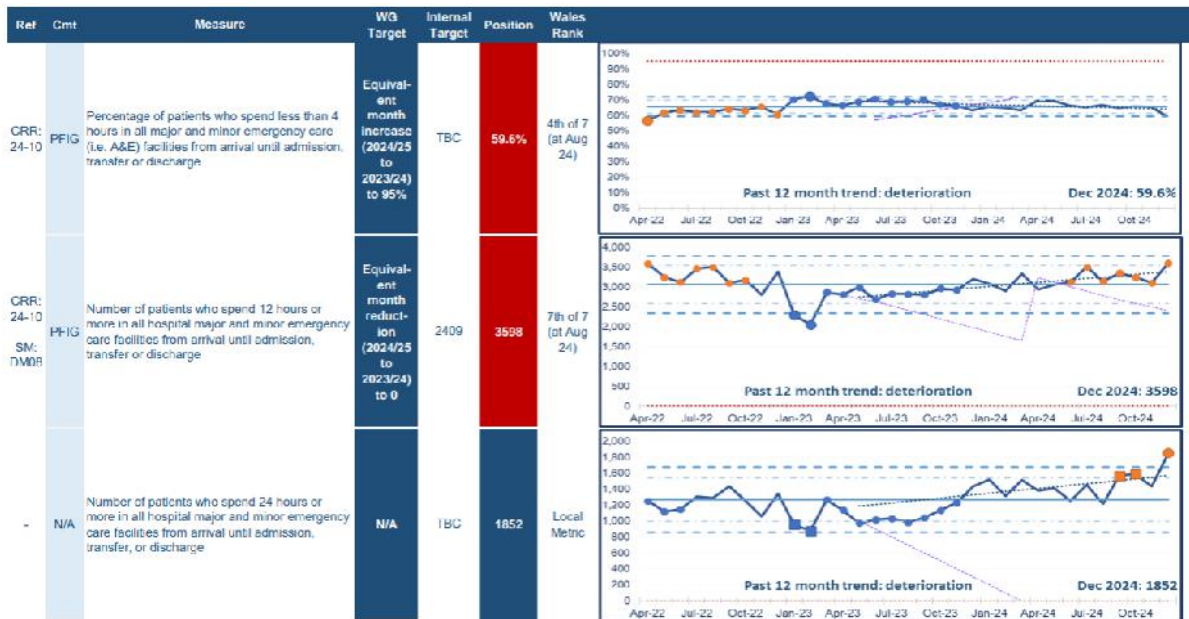 Ref Cmt Measure WG Target Internal Target Position Wales Rank
CRR: 24-10
PFIG
Percentage of patients who spend less than 4
hours in all major and minor emergency care
(i.e. A&E) facilities from arrival until admission,
transfer or discharge
Equival-
ent
month
increase
(2024/25
to
2023/24)
to 95%
TBC
59.6%
4th of 7
(at Aug
24)
100%
90%
80%
70%
60%
50%
40%
30%
20%
10%
0%
Past 12 month trend: deterioration Dec 2024: 59.6%
Apr-22 Jul-22 Oct-22 Jan-23 Apr-23 Jul-23 Oct-23 Jan-24 Apr-24 Jul-24 Oct-24
CRR:
24-10
SM:
DM08
PFIG
Number of patients who spend 12 hours or
more in all hospital major and minor emergency
care facilities from arrival until admission,
transfer or discharge
Equival-
ent
month
reduct-
ion
(2024/25
to
2023/24)
to 0
2409
3598
7th of 7
(at Aug
24)
4,000
3,500
3,000
2,500
2,000
1,500
1,000
500
0
Past 12 month trend: deterioration Dec 2024: 3598
Apr-22 Jul-22 Oct-22 Jan-23 Apr-23 Jul-23 Oct-23 Jan-24 Apr-24 Jul-24 Oct-24
-
N/A
Number of patients who spend 24 hours or
more in all hospital major and minor emergency
care facilities from arrival until admission,
transfer, or discharge
N/A
TBC
1852
Local
Metric
2,000
1,800
1,600
1,400
1,200
1,000
800
600
400
200
0
Past 12 month trend: deterioration Dec 2024: 1852
Apr-22 Jul-22 Oct-22 Jan-23 Apr-23 Jul-23 Oct-23 Jan-24 Apr-24 Jul-24 Oct-24